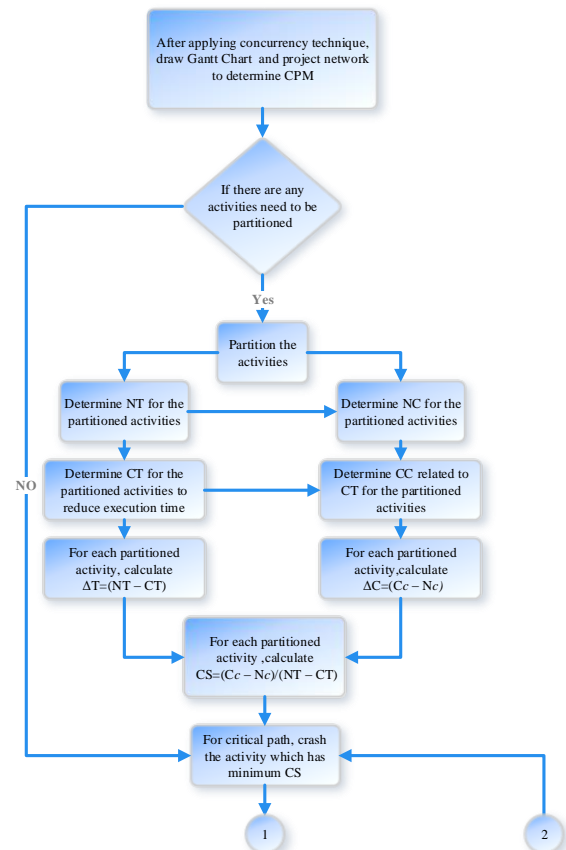 After applying concurrency technique,
draw Gantt Chart and project network
to determine CPM
If there are any
activities need to be
partitioned
Yes
Partition the
activities
Determine NT for the
partitioned activities
Determine NC for the
partitioned activities
NO
Determine CT for the
partitioned activities to
reduce execution time
Determine CC related to
CT for the partitioned
activities
For each partitioned
activity, calculate
ΔT=(NT – CT)
For each partitioned
activity,calculate
ΔC=(Cc – Nc)
For each partitioned
activity ,calculate
CS=(Cc – Nc)/(NT – CT)
For critical path, crash
the activity which has
minimum CS
1
2